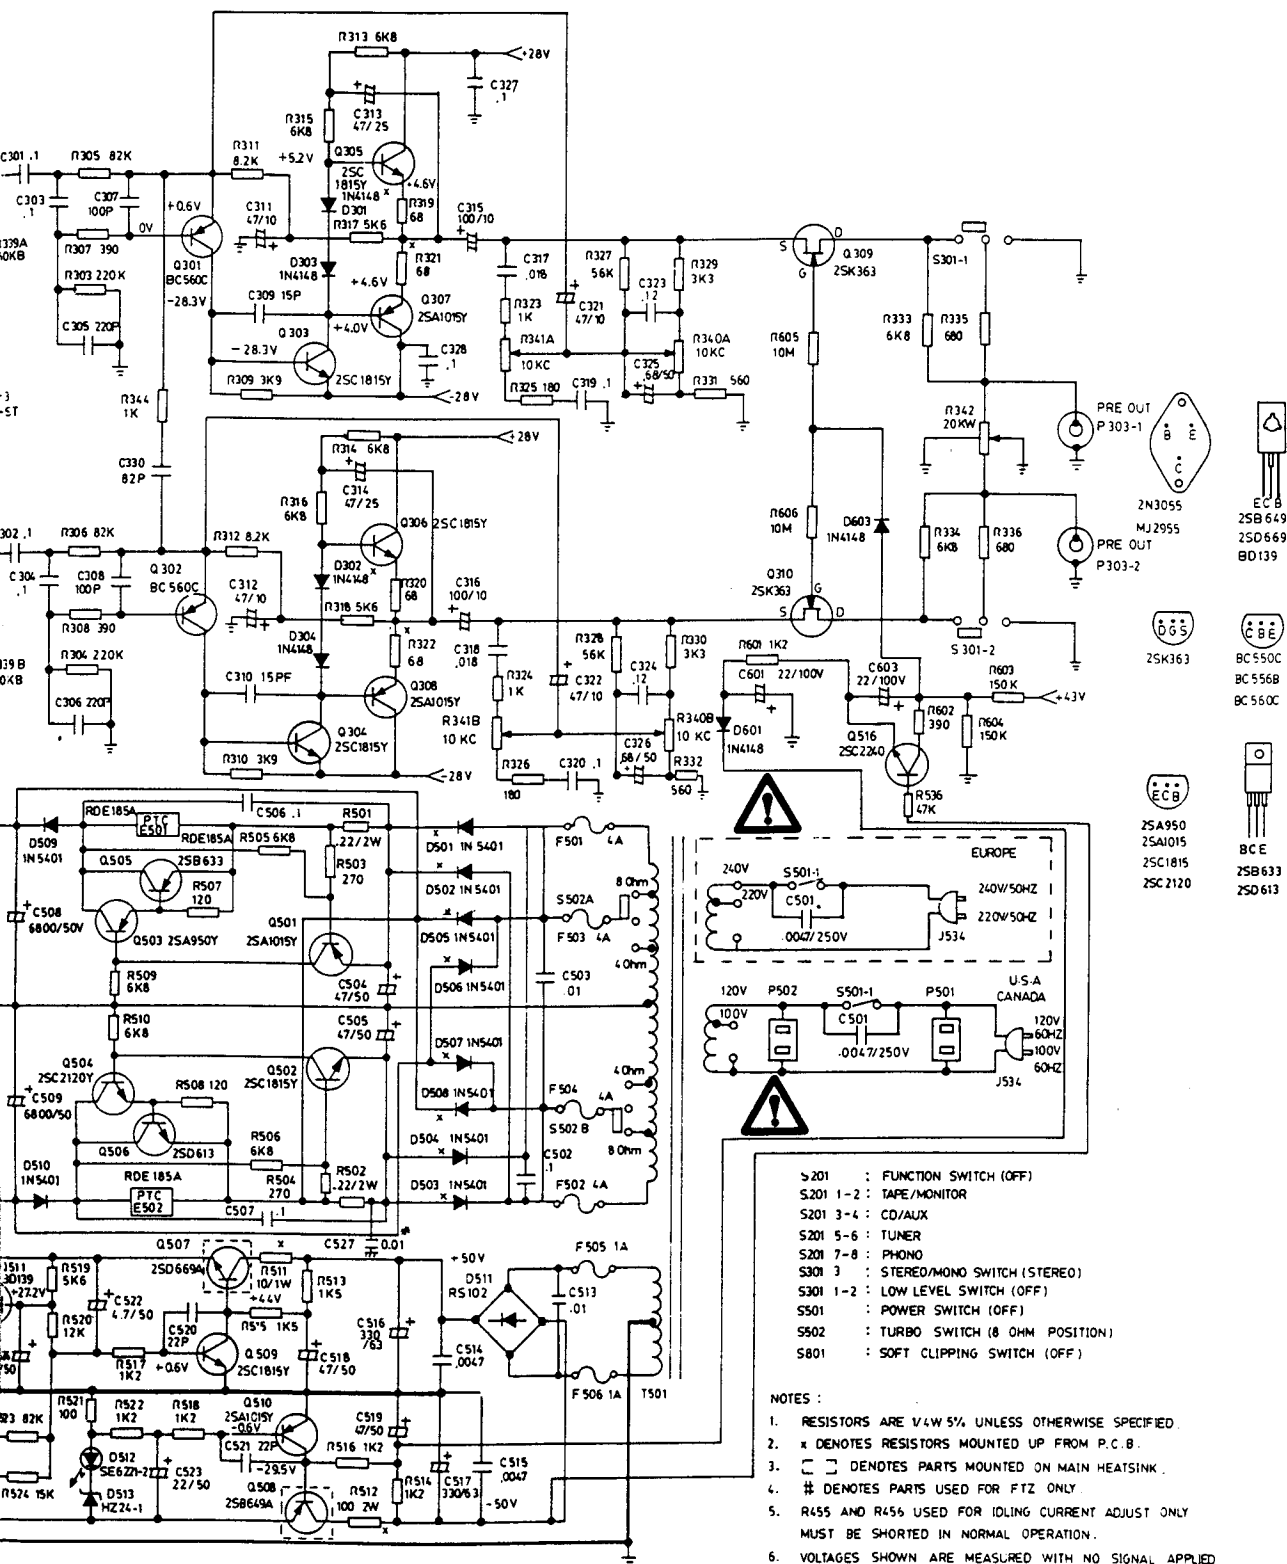 R313 6K8
+28V
C327
.1
C313
47/25
R315
6K8
Q305
2SC
1815Y
1N4148
D301
+5.2V
+4.6V
R319
68
C301 .1
R305 82K
R311
8.2K
C303
.1
C307
100P
+0.6V
0V
C311
47/10
R317 5K6
C315
100/10
R307 390
Q301
BC560C
-28.3V
R303 220K
C305 220P
D303
1N4148
R321
68
+4.6V
C309 15P
Q307
2SA1015Y
+4.0V
Q303
-28.3V
2SC1815Y
C328
.1
R309 3K9
-28V
R344
1K
C330
82P
C317
.018
R323
1K
R341A
10KC
R325 180
C319 .1
C321
47/10
R327
56K
C323
.12
R329
3K3
R340A
10KC
C325
.68/50
R331 560
S
D
G
Q309
2SK363
S301-1
R605
10M
R333
6K8
R335
680
R342
20KW
PRE OUT
P303-1
B E
C
2N3055
MJ2955
ECB
2SB649
2SD669
BD139
+28V
R314 6K8
C314
47/25
R316
6K8
Q306 2SC1815Y
D302
1N4148
R320
68
302 .1
R306 82K
R312 8.2K
C304
.1
C308
100P
Q302
BC560C
C312
47/10
R318 5K6
C316
100/10
R308 390
R304 220K
C306 220P
D304
1N4148
R322
68
C310 15PF
Q308
2SA1015Y
Q304
2SC1815Y
R310 3K9
-28V
C318
.018
R324
1K
R341B
10 KC
R326
180
C320 .1
C322
47/10
R328
56K
C324
.12
R330
3K3
R340B
10 KC
C326
.68/50
R332
560
R606
10M
D603
1N4148
R334
6K8
R336
680
PRE OUT
P303-2
Q310
2SK363
G
S
D
S301-2
DGS
2SK363
CBE
BC550C
BC556B
BC560C
R601 1K2
C601
22/100V
C603
22/100V
R603
150K
+43V
D601
1N4148
R602
390
R604
150K
Q516
2SC2240
R536
47K
ECB
2SA950
2SA1015
2SC1815
2SC2120
BCE
2SB633
2SD613
RDE185A
PTC
E501
C506 .1
R501
.22/2W
D509
1N5401
RDE185A
R505 6K8
Q505
2SB633
R503
270
R507
120
Q501
2SA1015Y
C508
6800/50V
Q503 2SA950Y
R509
6K8
C504
47/50
R510
6K8
C505
47/50
Q504
2SC2120Y
Q502
2SC1815Y
C509
6800/50
R508 120
Q506
2SD613
R506
6K8
D510
1N5401
RDE185A
PTC
E502
R504
270
R502
.22/2W
C507 .1
C527
0.01
D501 1N5401
D502 1N5401
D505 1N5401
D506 1N5401
D507 1N5401
D508 1N5401
D504 1N5401
D503 1N5401
F501
4A
8 Ohm
S502A
F503
4A
4 Ohm
C503
.01
4 Ohm
F504
4A
S502B
8 Ohm
C502
.1
F502 4A
EUROPE
240V
220V
S501-1
C501
.0047/250V
240V/50HZ
220V/50HZ
J534
U.S.A
CANADA
120V
100V
P502
S501-1
C501
.0047/250V
P501
120V
60HZ
100V
60HZ
J534
S201 : FUNCTION SWITCH (OFF)
S201 1-2 : TAPE/MONITOR
S201 3-4 : CD/AUX
S201 5-6 : TUNER
S201 7-8 : PHONO
S301 3 : STEREO/MONO SWITCH (STEREO)
S301 1-2 : LOW LEVEL SWITCH (OFF)
S501 : POWER SWITCH (OFF)
S502 : TURBO SWITCH (8 OHM POSITION)
S801 : SOFT CLIPPING SWITCH (OFF)
Q507
2SD669A
R511
10/1W
+44V
R513
1K5
+50V
D511
RS102
F505 1A
+27.2V
R519
5K6
C522
4.7/50
R520
12K
C520
22P
R515 1K5
C516
330
/63
C513
.01
R517
1K2
+0.6V
Q509
2SC1815Y
C518
47/50
C514
.0047
F506 1A
T501
R521
100
R522
1K2
R518
1K2
Q510
2SA1015Y
-0.6V
C519
47/50
C521 22P
R516 1K2
-29.5V
D512
C523
22/50
D513
HZ24-1
R524 15K
Q508
2SB649A
R512
100 2W
R514
1K2
C517
330/63
C515
.0047
-50V
NOTES :
1. RESISTORS ARE 1/4W 5% UNLESS OTHERWISE SPECIFIED.
2. x DENOTES RESISTORS MOUNTED UP FROM P.C.B.
3. DENOTES PARTS MOUNTED ON MAIN HEATSINK.
4. # DENOTES PARTS USED FOR FTZ ONLY
5. R455 AND R456 USED FOR IDLING CURRENT ADJUST ONLY
MUST BE SHORTED IN NORMAL OPERATION.
6. VOLTAGES SHOWN ARE MEASURED WITH NO SIGNAL APPLIED